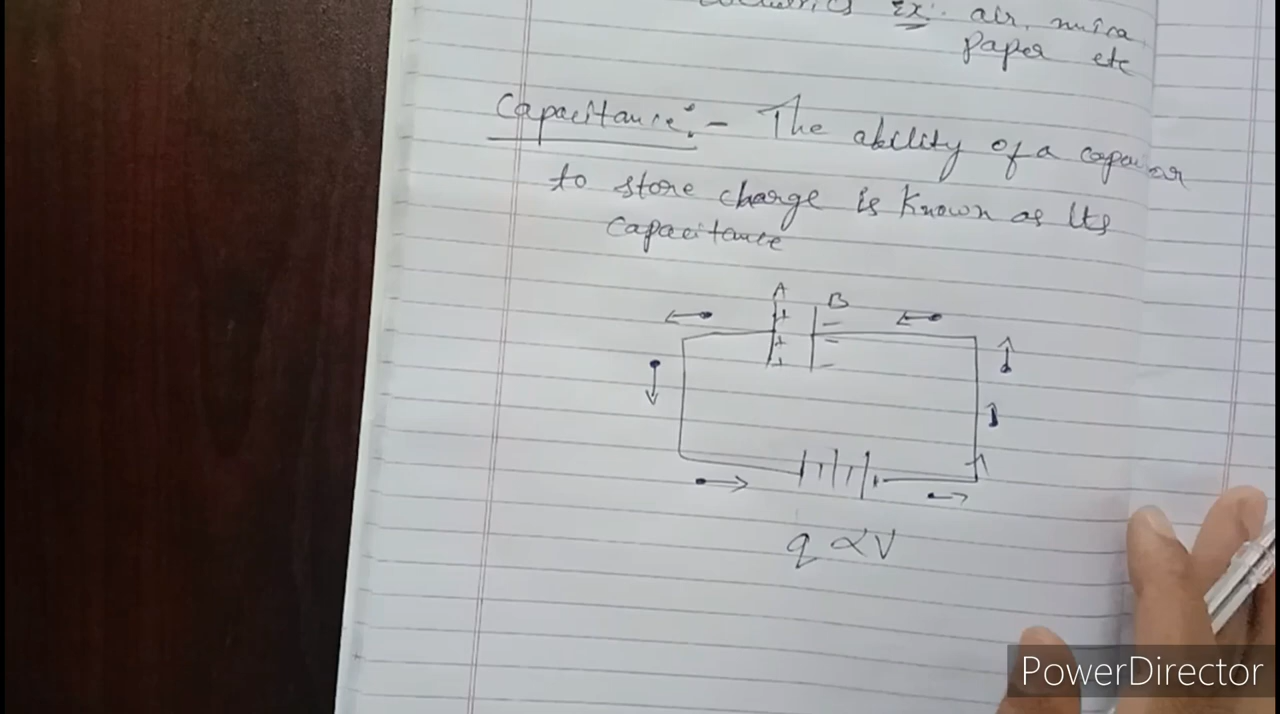 Ex:- air, mica
paper etc
Capacitance:- The ability of a capacitor
to store charge is known as its
capacitance
A B
+ −
+ −
+ −
q ∝ V
PowerDirector